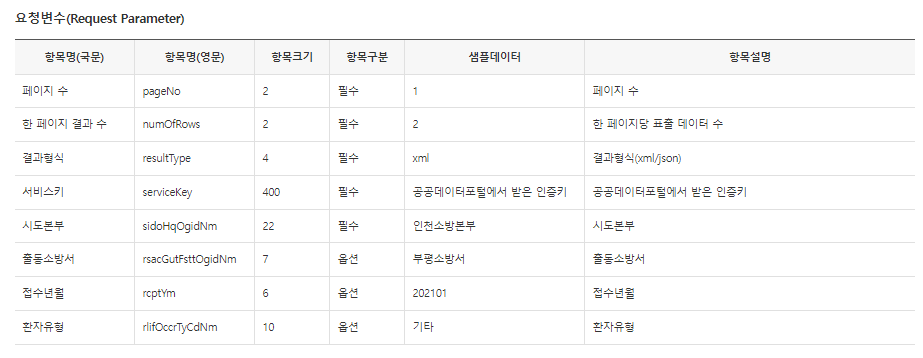 요청변수(Request Parameter)
항목명(국문) 항목명(영문) 항목크기 항목구분 샘플데이터 항목설명
페이지 수 pageNo 2 필수 1 페이지 수
한 페이지 결과 수 numOfRows 2 필수 2 한 페이지당 표출 데이터 수
결과형식 resultType 4 필수 xml 결과형식(xml/json)
서비스키 serviceKey 400 필수 공공데이터포털에서 받은 인증키 공공데이터포털에서 받은 인증키
시도본부 sidoHqOgidNm 22 필수 인천소방본부 시도본부
출동소방서 rsacGutFsttOgidNm 7 옵션 부평소방서 출동소방서
접수년월 rcptYm 6 옵션 202101 접수년월
환자유형 rlifOccrTyCdNm 10 옵션 기타 환자유형